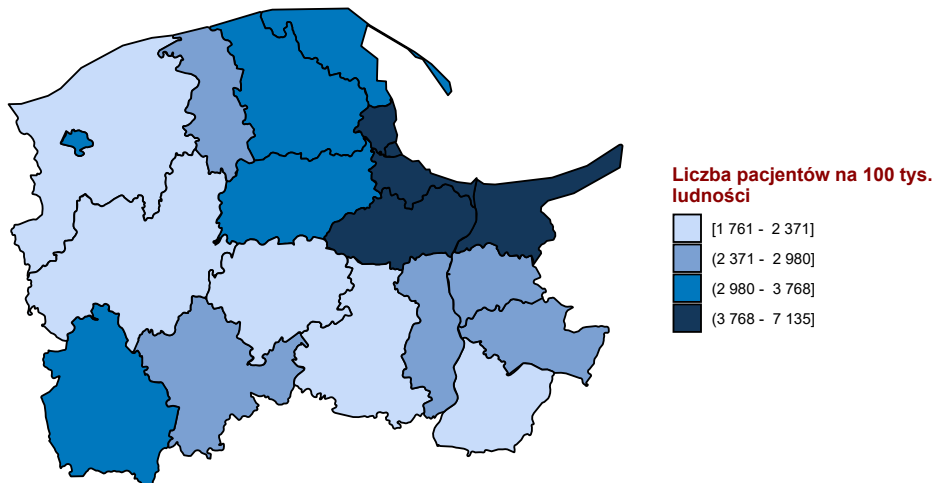 Liczba pacjentów na 100 tys.
ludności
[1 761 - 2 371]
(2 371 - 2 980]
(2 980 - 3 768]
(3 768 - 7 135]